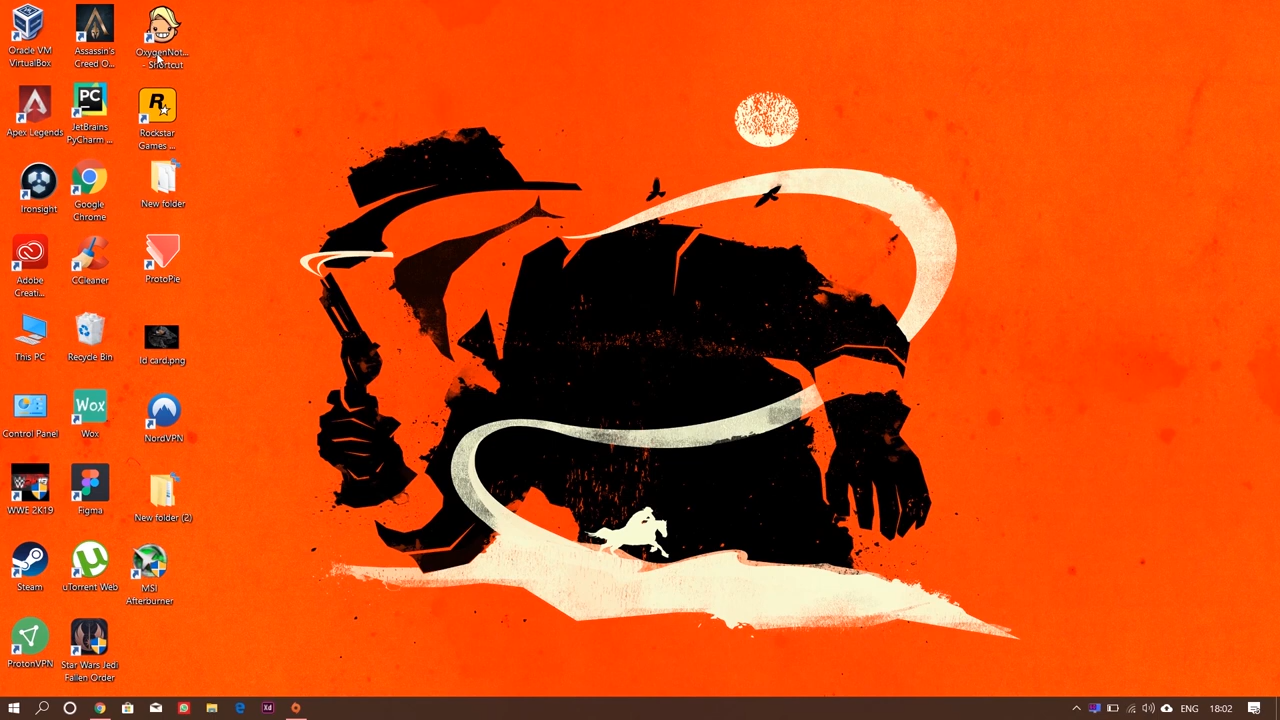 Oracle VM
VirtualBox
Assassin's
Creed O...
OxygenNot...
- Shortcut
Apex Legends
PC
JetBrains
PyCharm ...
R
Rockstar
Games ...
Ironsight
Google
Chrome
New folder
Adobe
Creati...
CCleaner
ProtoPie
This PC
Recycle Bin
Id card.png
Control Panel
Wox
Wox
NordVPN
WWE 2K19
Figma
New folder (2)
Steam
uTorrent Web
MSI
Afterburner
ProtonVPN
Star Wars Jedi
Fallen Order
Xd
ENG
18:02